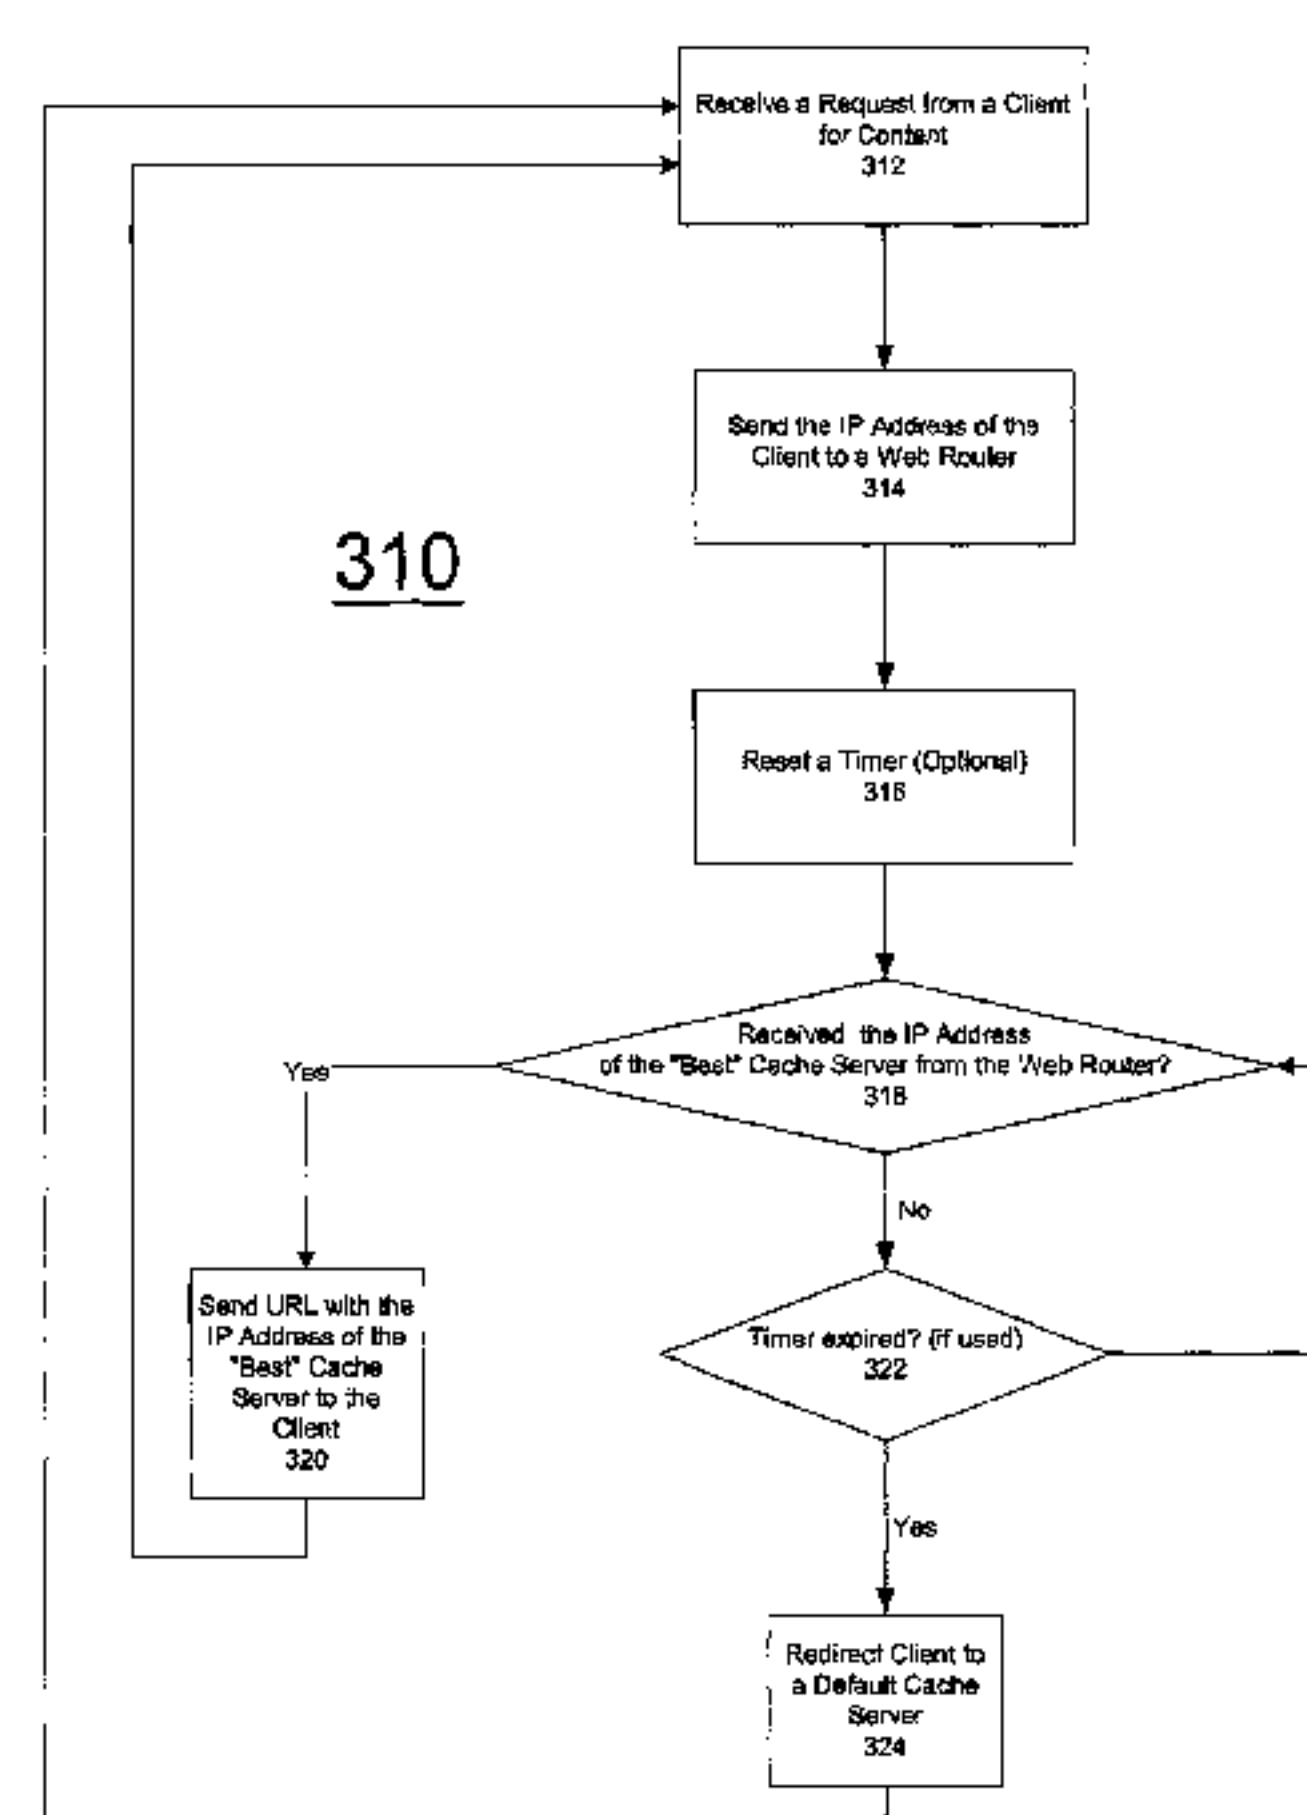 Receive a Request from a Client
for Content
312
Send the IP Address of the
Client to a Web Router
314
310
Reset a Timer (Optional)
316
Received the IP Address
of the "Best" Cache Server from the Web Router?
318
Yes
No
Send URL with the
IP Address of the
"Best" Cache
Server to the
Client
320
Timer expired? (if used)
322
Yes
Redirect Client to
a Default Cache
Server
324